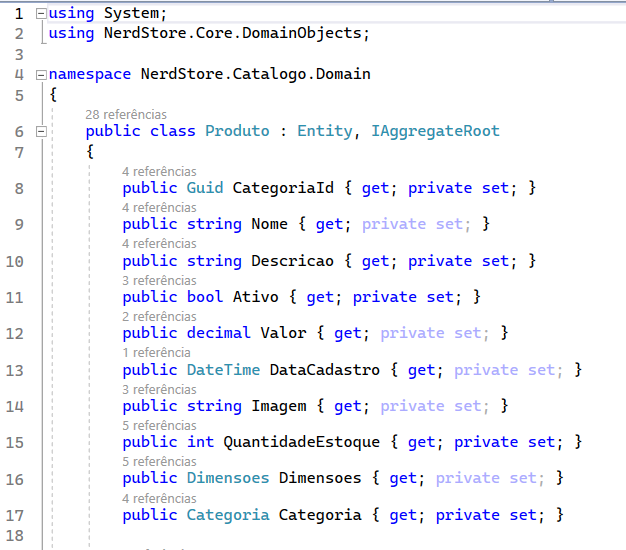 1 using System;
2 using NerdStore.Core.DomainObjects;
3
4 namespace NerdStore.Catalogo.Domain
5 {
28 referências
6 public class Produto : Entity, IAggregateRoot
7 {
4 referências
8 public Guid CategoriaId { get; private set; }
4 referências
9 public string Nome { get; private set; }
4 referências
10 public string Descricao { get; private set; }
3 referências
11 public bool Ativo { get; private set; }
2 referências
12 public decimal Valor { get; private set; }
1 referência
13 public DateTime DataCadastro { get; private set; }
3 referências
14 public string Imagem { get; private set; }
5 referências
15 public int QuantidadeEstoque { get; private set; }
5 referências
16 public Dimensoes Dimensoes { get; private set; }
4 referências
17 public Categoria Categoria { get; private set; }
18